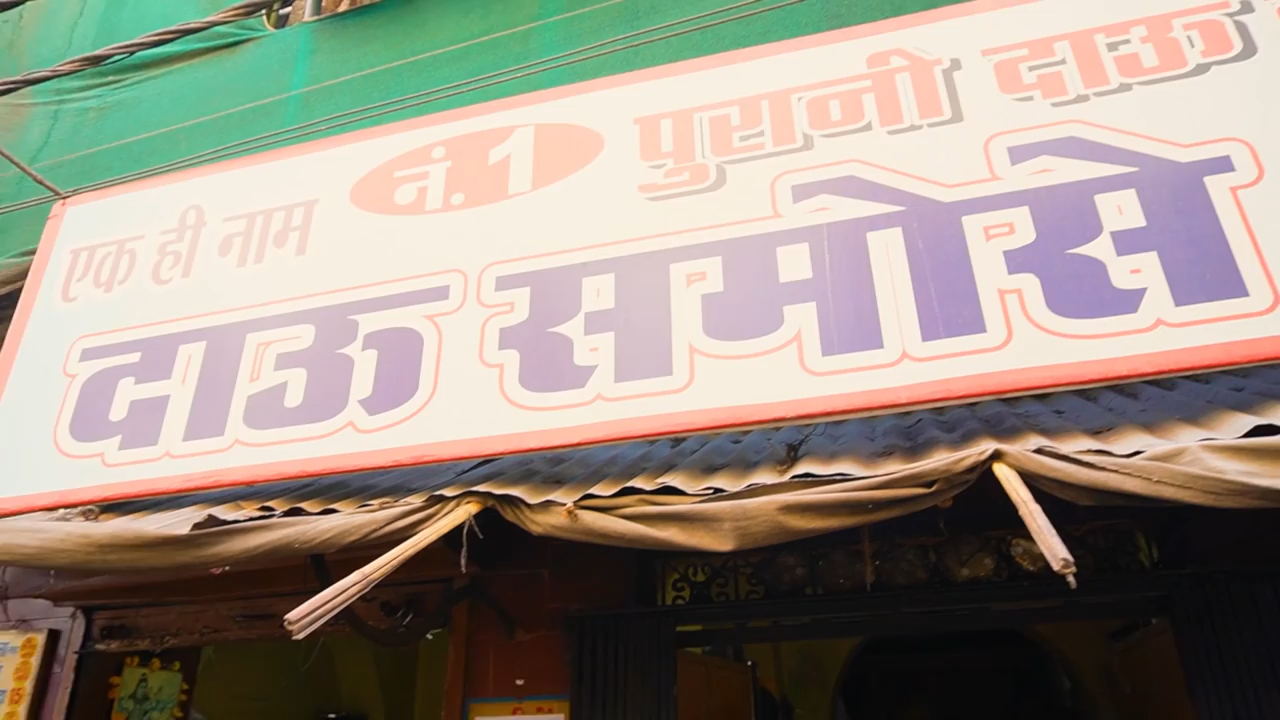 एक ही नाम नं.1 पुरानी दाऊ
दाऊ समोसे